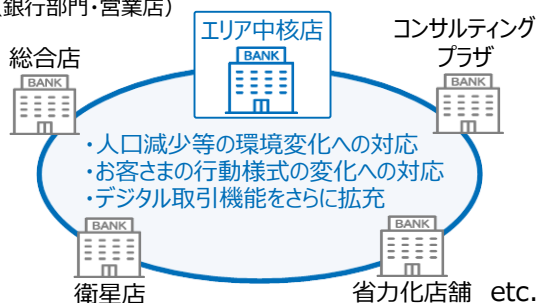 (銀行部門・営業店)
エリア中核店
BANK
コンサルティング
プラザ
BANK
総合店
BANK
・人口減少等の環境変化への対応
・お客さまの行動様式の変化への対応
・デジタル取引機能をさらに拡充
BANK
衛星店
BANK
省力化店舗 etc.